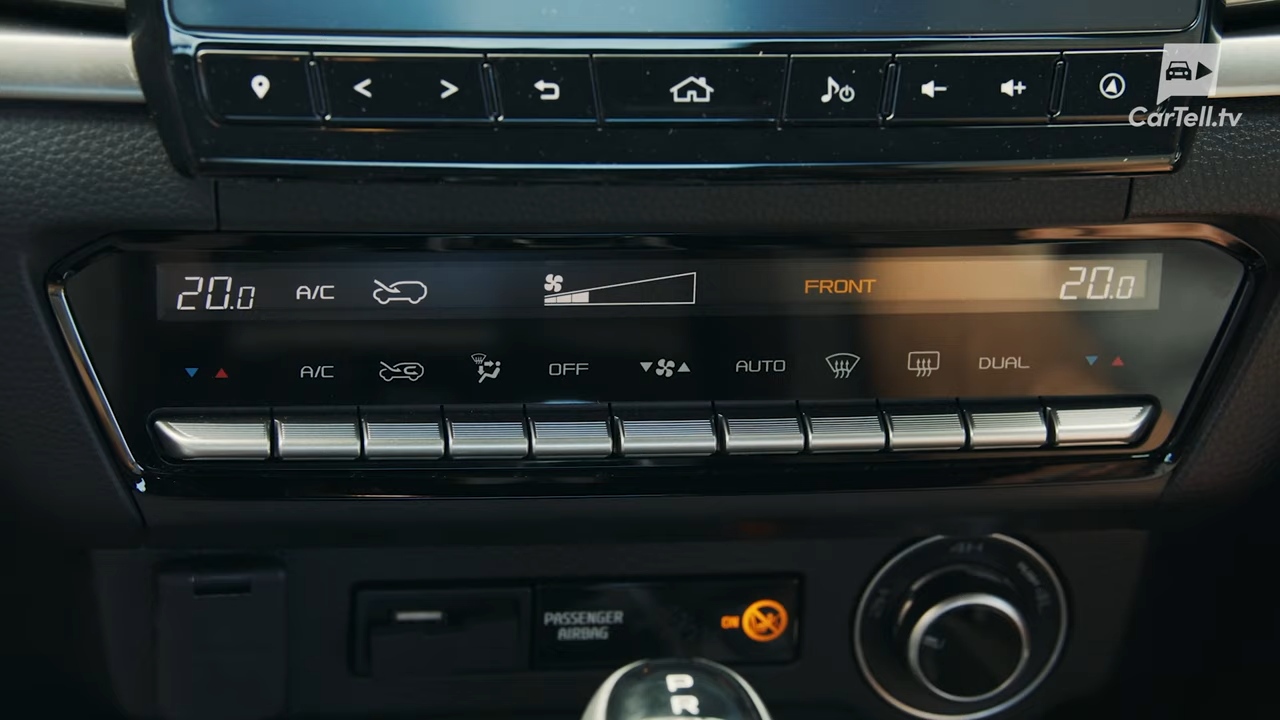 CarTell.tv
20.0 A/C FRONT 20.0
A/C OFF AUTO DUAL
PASSENGER
AIRBAG
ON
P
R